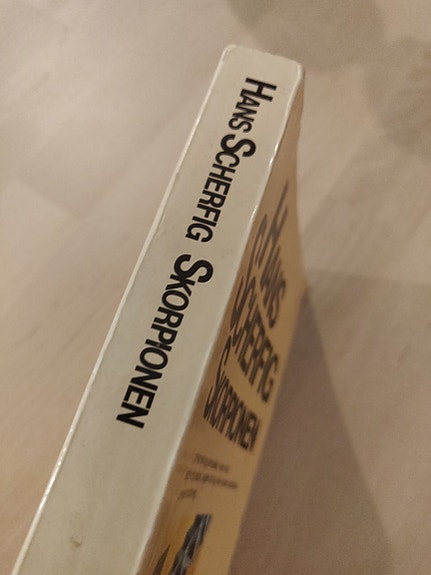 HANS SCHERFIG SKORPIONEN
HANS
SCHERFIG
SKORPIONEN